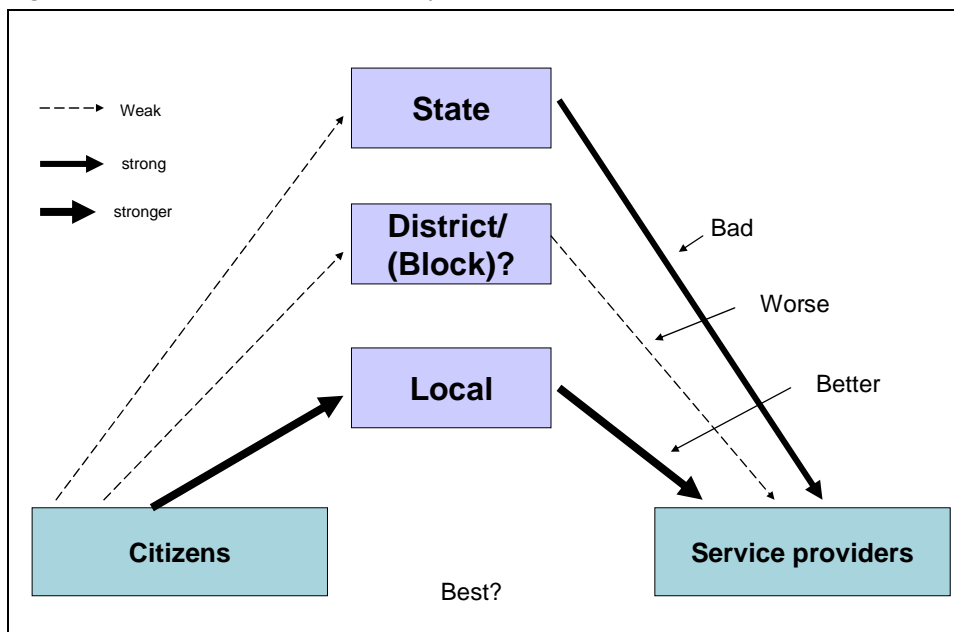 State
Weak
strong
stronger
District/
(Block)?
Bad
Worse
Local
Better
Citizens
Service providers
Best?